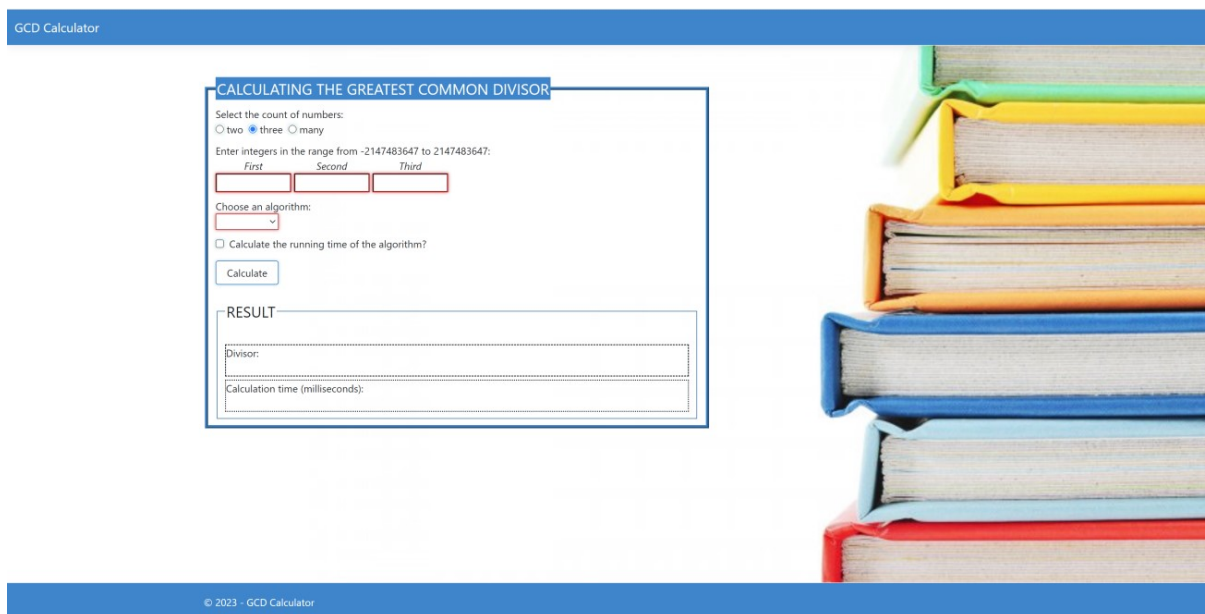 GCD Calculator
CALCULATING THE GREATEST COMMON DIVISOR
Select the count of numbers:
two three many
Enter integers in the range from -2147483647 to 2147483647:
First Second Third
Choose an algorithm:
Calculate the running time of the algorithm?
Calculate
RESULT
Divisor:
Calculation time (milliseconds):
© 2023 - GCD Calculator